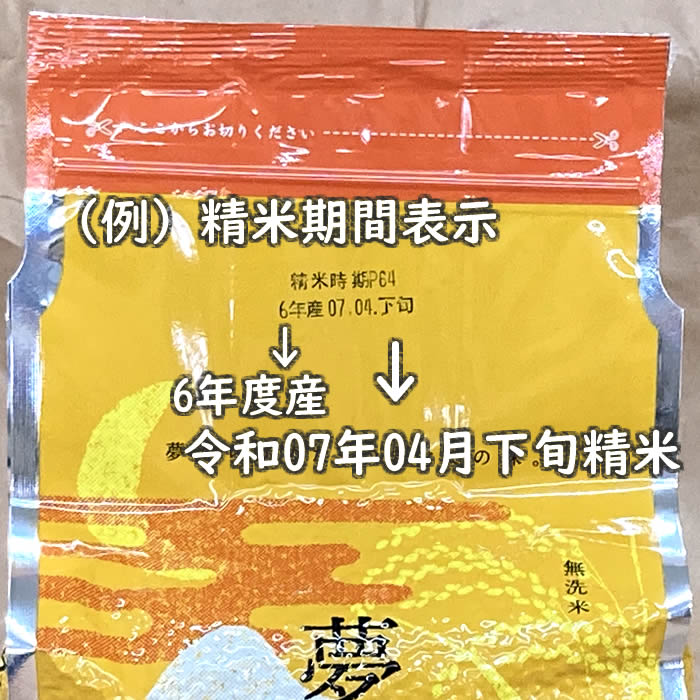 ここからお切りください
(例) 精米期間表示
精米時期P64
6年産 07.04.下旬
↓ ↓
6年度産
令和07年04月下旬精米
夢
の
。
無洗米
夢